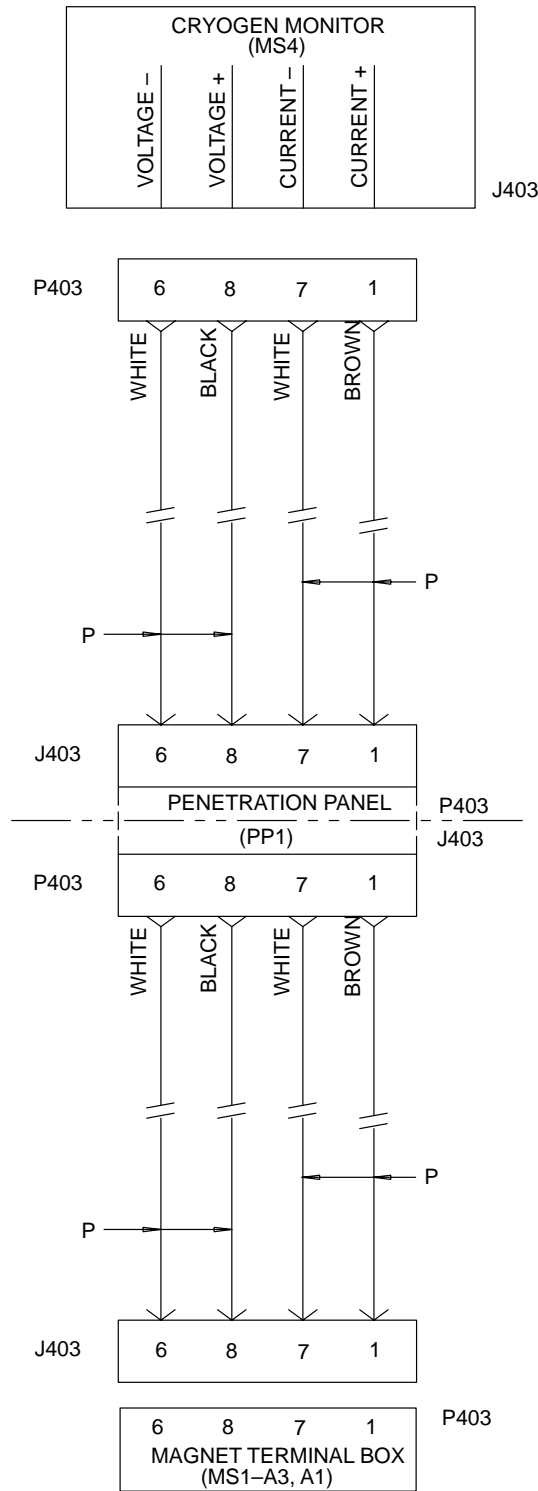 CRYOGEN MONITOR
(MS4)
VOLTAGE –
VOLTAGE +
CURRENT –
CURRENT +
J403
P403
6 8 7 1
WHITE
BLACK
WHITE
BROWN
P
P
J403
6 8 7 1
PENETRATION PANEL
P403
(PP1)
J403
P403
6 8 7 1
WHITE
BLACK
WHITE
BROWN
P
P
J403
6 8 7 1
6 8 7 1
P403
MAGNET TERMINAL BOX
(MS1–A3, A1)